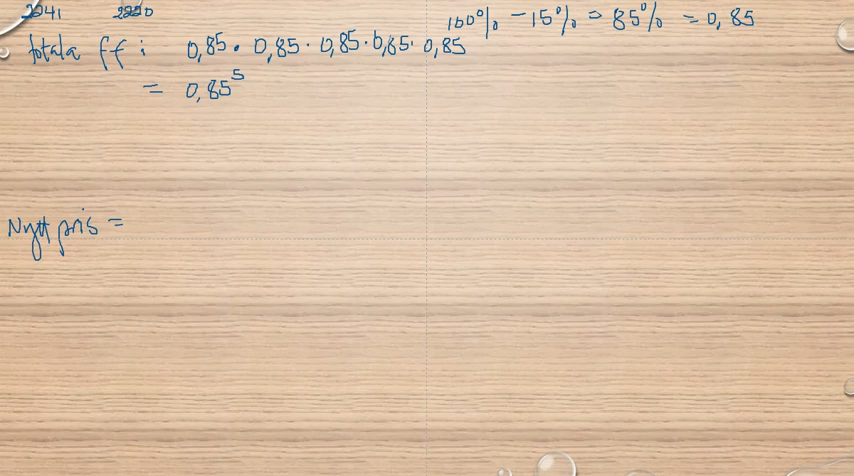 2041
100% - 15% = 85% = 0,85
totala ff : 0,85 · 0,85 · 0,85 · 0,85 · 0,85
= 0,85⁵
Nytt pris =